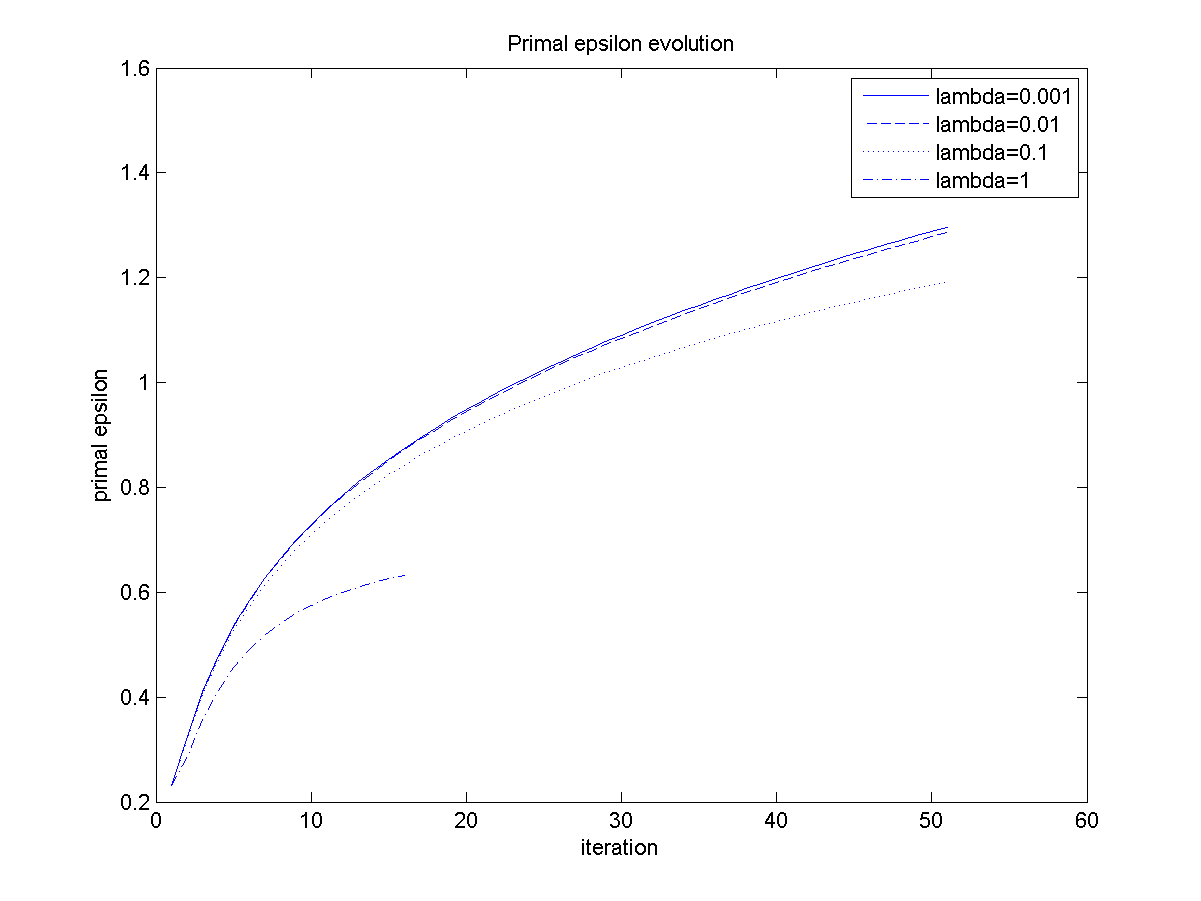 Primal epsilon evolution
1.6
1.4
1.2
1
0.8
0.6
0.4
0.2
primal epsilon
lambda=0.001
lambda=0.01
lambda=0.1
lambda=1
0 10 20 30 40 50 60
iteration